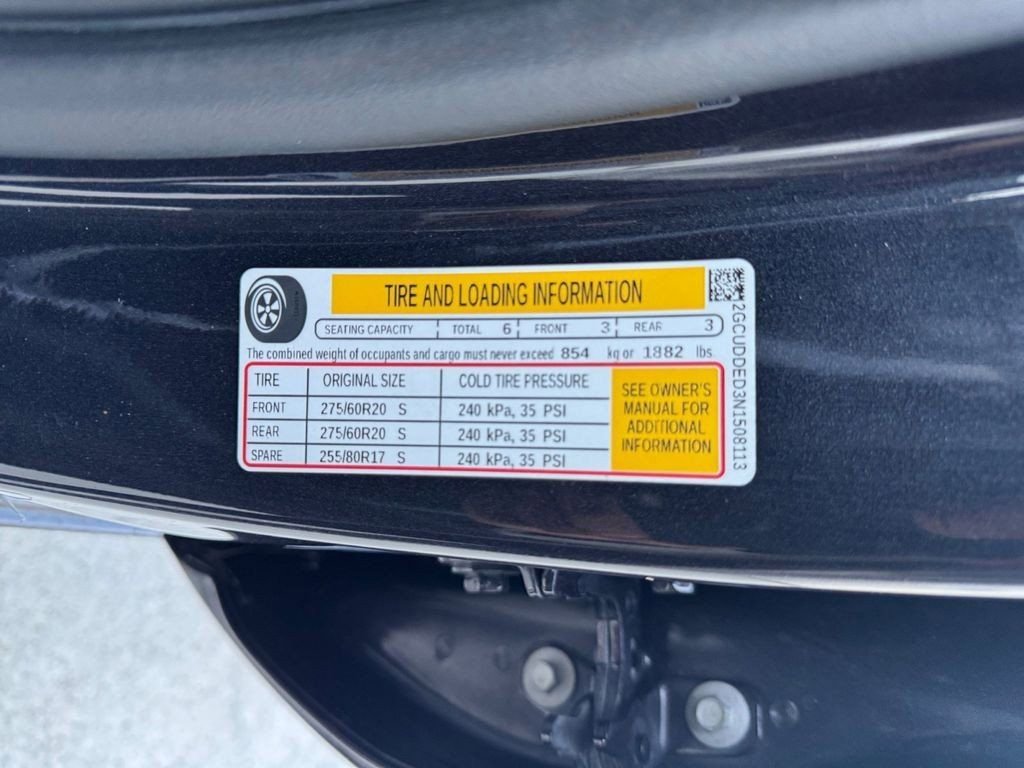 TIRE AND LOADING INFORMATION
SEATING CAPACITY TOTAL 6 FRONT 3 REAR 3
The combined weight of occupants and cargo must never exceed 854 kg or 1882 lbs.
TIRE ORIGINAL SIZE COLD TIRE PRESSURE
FRONT 275/60R20 S 240 kPa, 35 PSI
REAR 275/60R20 S 240 kPa, 35 PSI
SPARE 255/80R17 S 240 kPa, 35 PSI
SEE OWNER'S
MANUAL FOR
ADDITIONAL
INFORMATION
2GCUDDED3N1508113